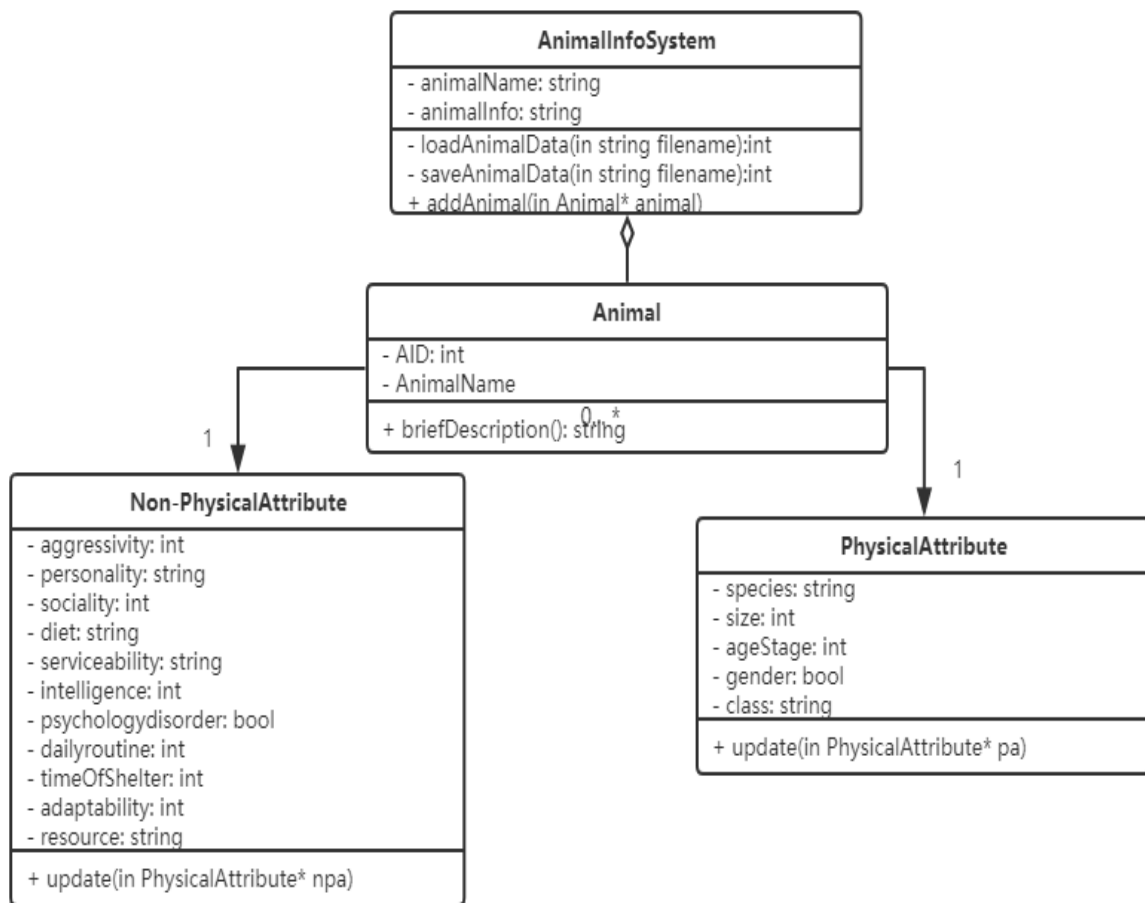 AnimalInfoSystem
- animalName: string
- animalInfo: string
- loadAnimalData(in string filename):int
- saveAnimalData(in string filename):int
+ addAnimal(in Animal* animal)
Animal
- AID: int
- AnimalName
0...*
+ briefDescription(): string
1
1
Non-PhysicalAttribute
- aggressivity: int
- personality: string
- sociality: int
- diet: string
- serviceability: string
- intelligence: int
- psychologydisorder: bool
- dailyroutine: int
- timeOfShelter: int
- adaptability: int
- resource: string
+ update(in PhysicalAttribute* npa)
PhysicalAttribute
- species: string
- size: int
- ageStage: int
- gender: bool
- class: string
+ update(in PhysicalAttribute* pa)